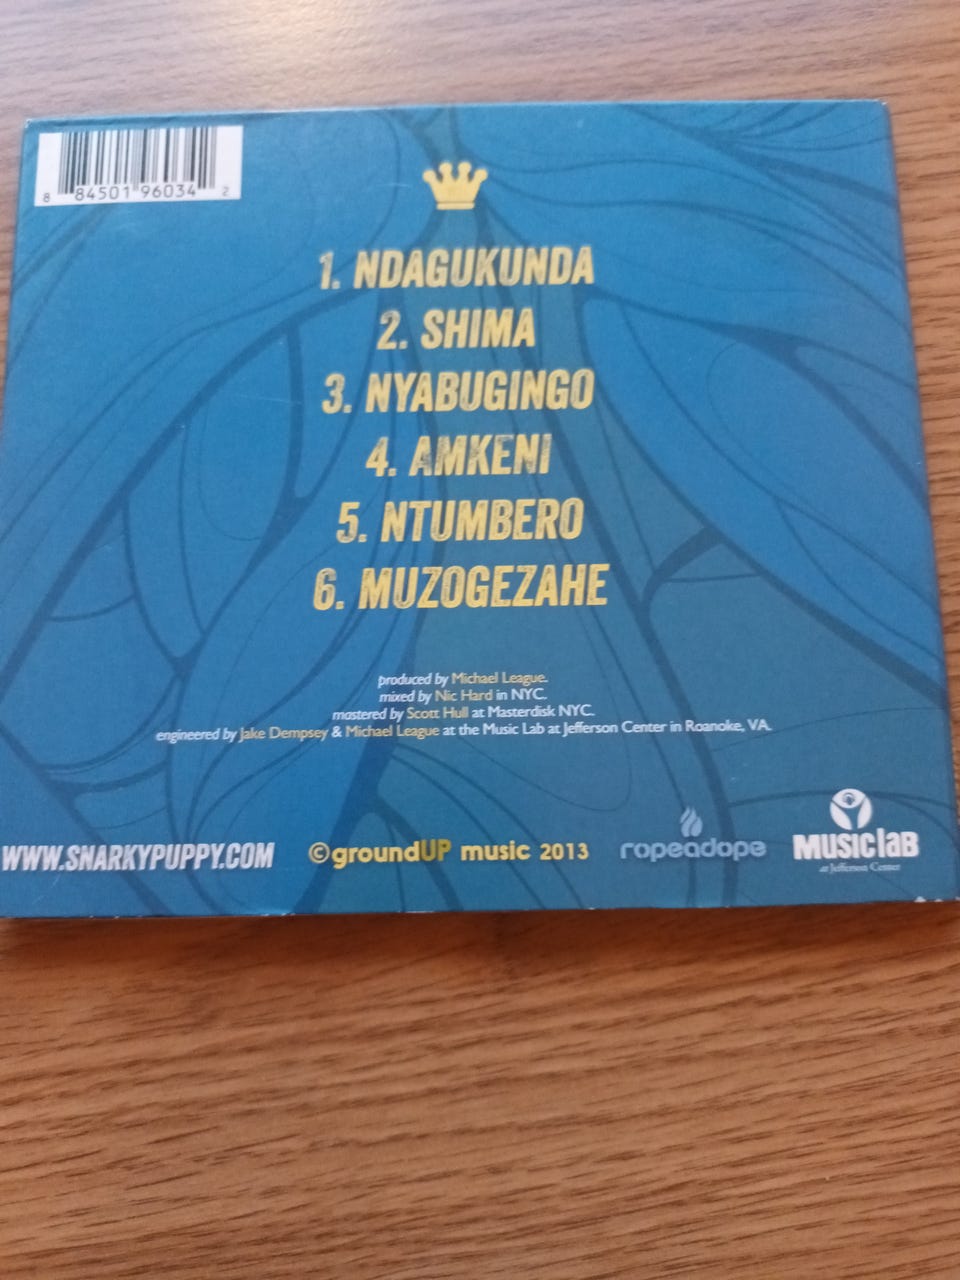 8 84501 96034 2
1. NDAGUKUNDA
2. SHIMA
3. NYABUGINGO
4. AMKENI
5. NTUMBERO
6. MUZOGEZAHE
produced by Michael League.
mixed by Nic Hard in NYC.
mastered by Scott Hull at Masterdisk NYC.
engineered by Jake Dempsey & Michael League at the Music Lab at Jefferson Center in Roanoke, VA.
WWW.SNARKYPUPPY.COM
©groundUP music 2013
ropeadope
MUSIClaB
at Jefferson Center